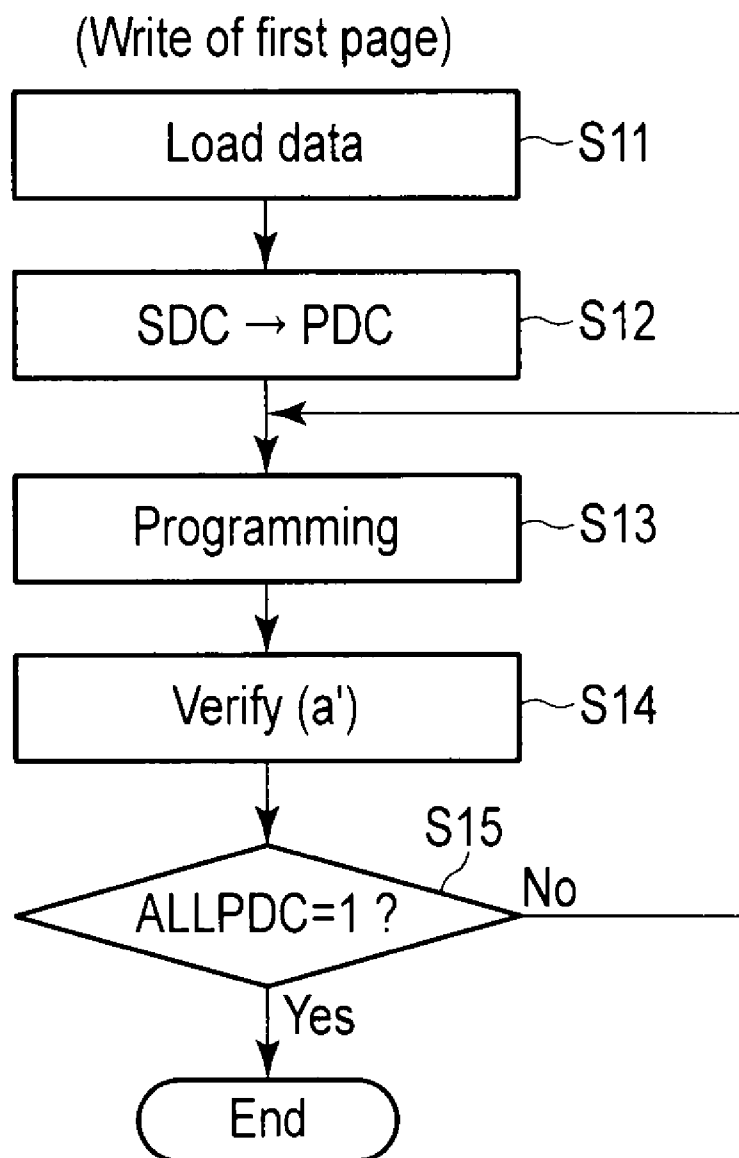 (Write of first page)
Load data
S11
SDC → PDC
S12
Programming
S13
Verify (a')
S14
S15
ALLPDC=1 ?
No
Yes
End